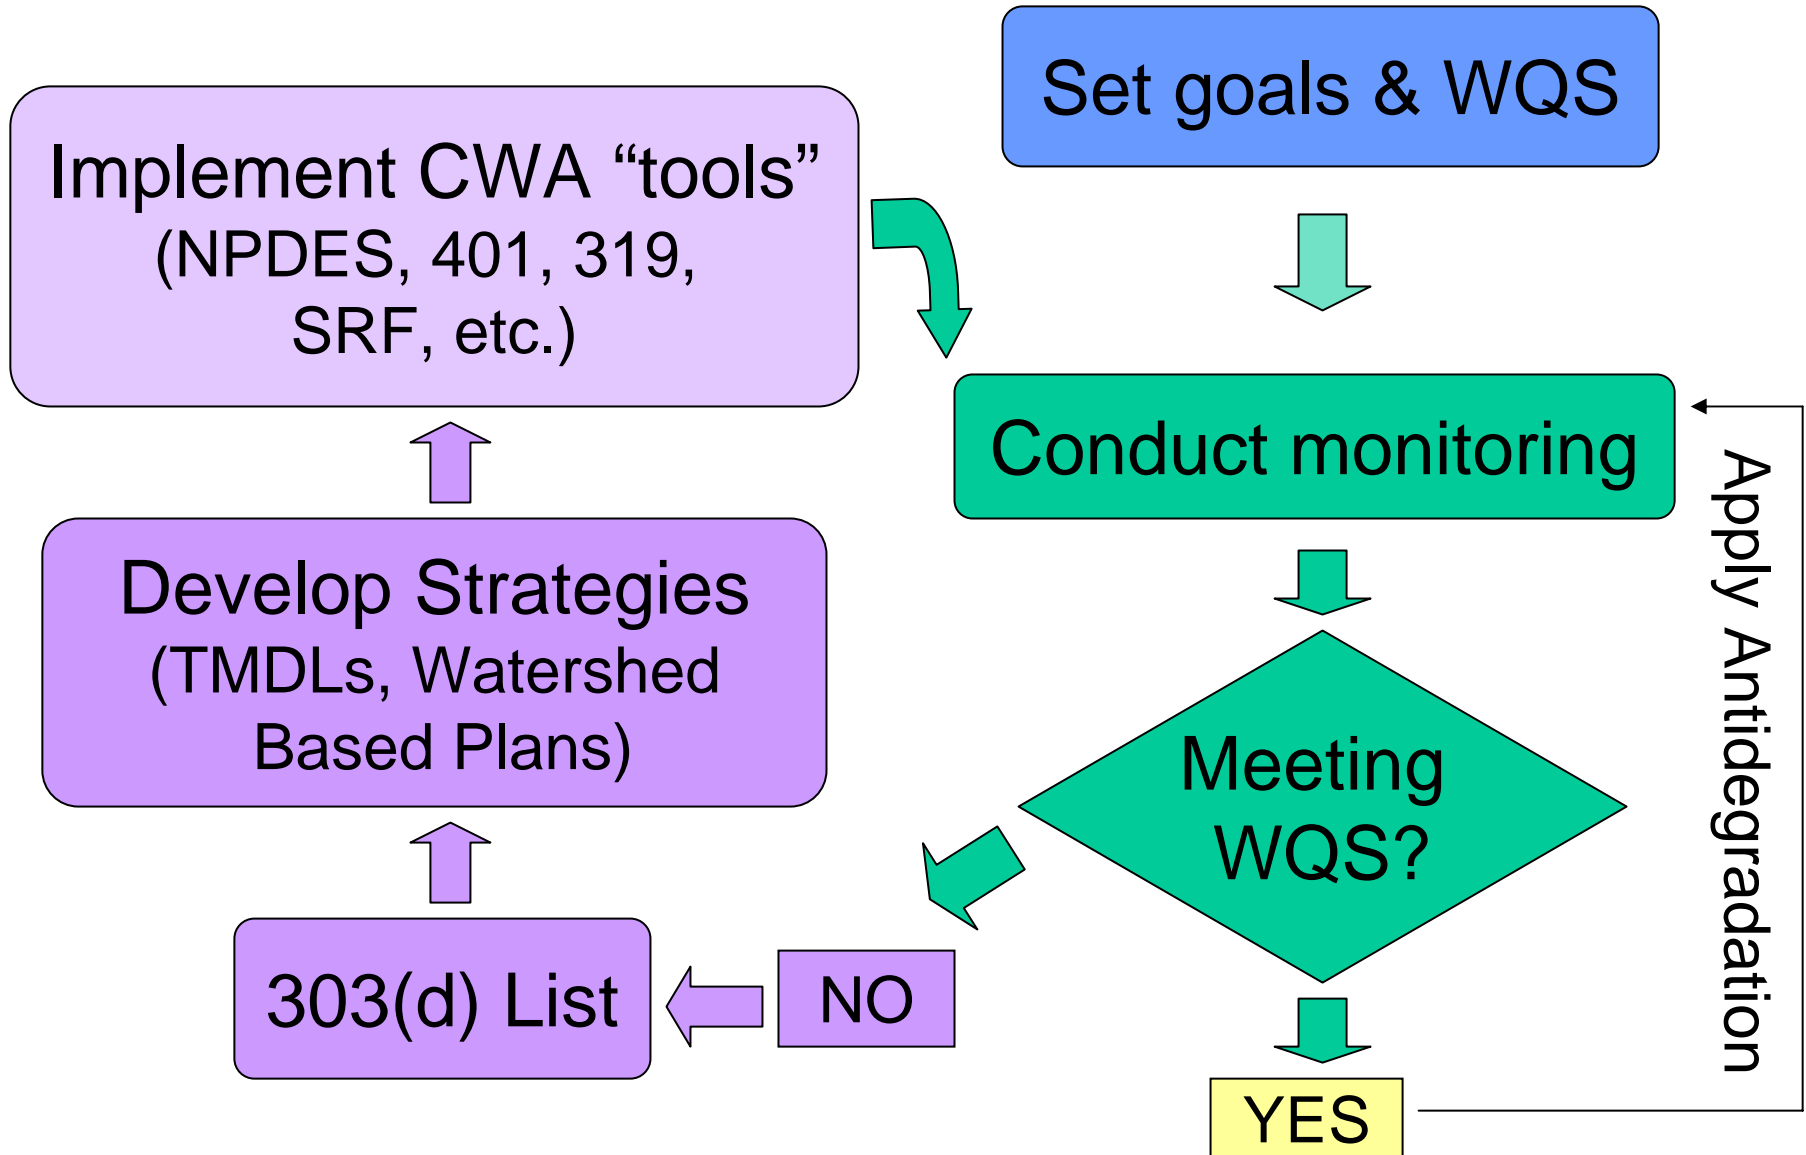 Set goals & WQS
Implement CWA “tools”
(NPDES, 401, 319,
SRF, etc.)
Conduct monitoring
Apply Antidegradation
Develop Strategies
(TMDLs, Watershed
Based Plans)
Meeting
WQS?
303(d) List
NO
YES